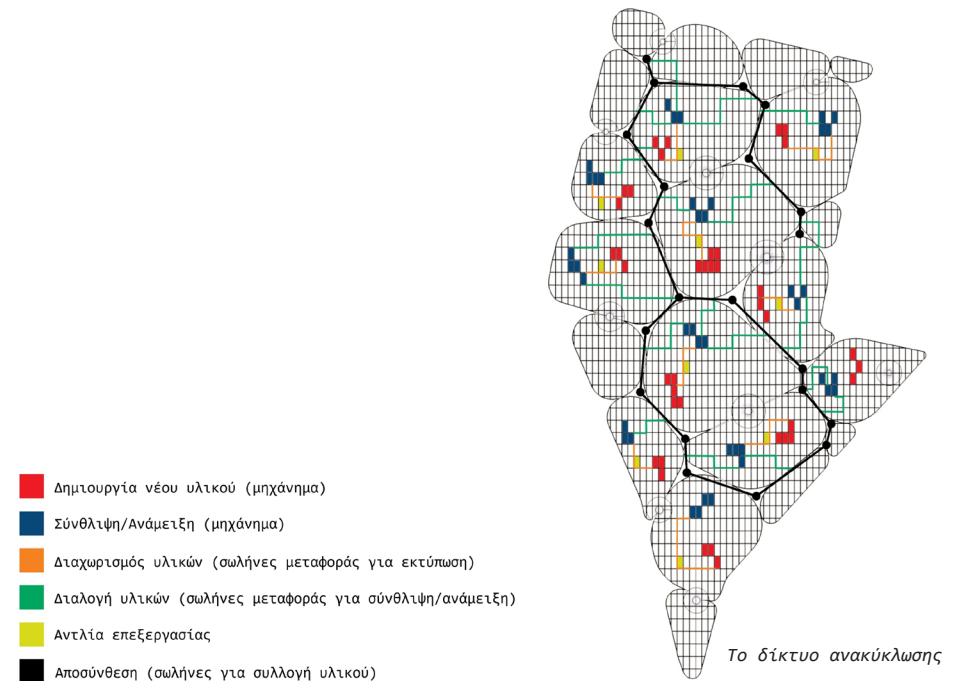 Δημιουργία νέου υλικού (μηχάνημα)
Σύνθλιψη/Ανάμειξη (μηχάνημα)
Διαχωρισμός υλικών (σωλήνες μεταφοράς για εκτύπωση)
Διαλογή υλικών (σωλήνες μεταφοράς για σύνθλιψη/ανάμειξη)
Αντλία επεξεργασίας
Αποσύνθεση (σωλήνες για συλλογή υλικού)
Το δίκτυο ανακύκλωσης